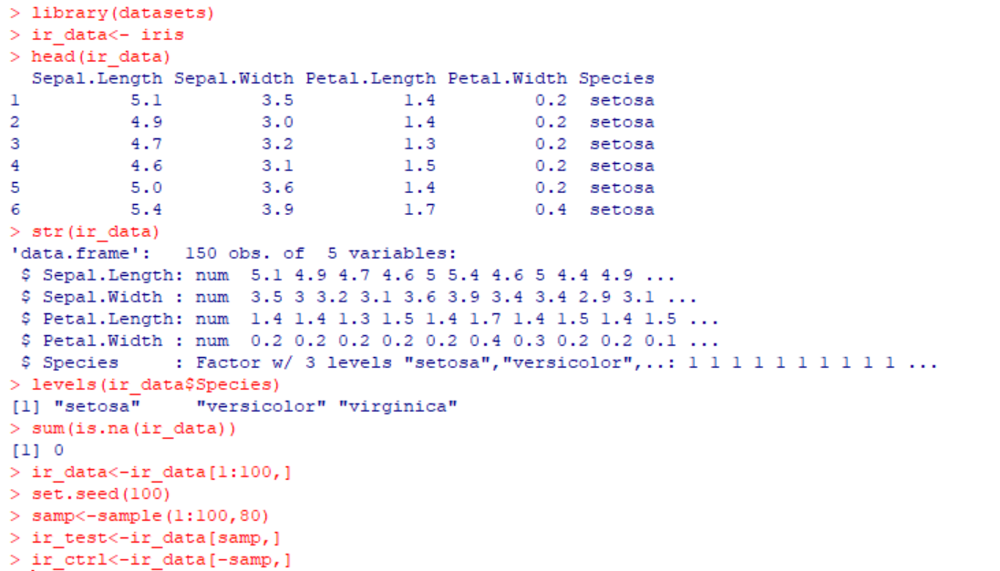 > library(datasets)
> ir_data<- iris
> head(ir_data)
  Sepal.Length Sepal.Width Petal.Length Petal.Width Species
1          5.1         3.5          1.4         0.2  setosa
2          4.9         3.0          1.4         0.2  setosa
3          4.7         3.2          1.3         0.2  setosa
4          4.6         3.1          1.5         0.2  setosa
5          5.0         3.6          1.4         0.2  setosa
6          5.4         3.9          1.7         0.4  setosa
> str(ir_data)
'data.frame':   150 obs. of  5 variables:
 $ Sepal.Length: num  5.1 4.9 4.7 4.6 5 5.4 4.6 5 4.4 4.9 ...
 $ Sepal.Width : num  3.5 3 3.2 3.1 3.6 3.9 3.4 3.4 2.9 3.1 ...
 $ Petal.Length: num  1.4 1.4 1.3 1.5 1.4 1.7 1.4 1.5 1.4 1.5 ...
 $ Petal.Width : num  0.2 0.2 0.2 0.2 0.2 0.4 0.3 0.2 0.2 0.1 ...
 $ Species     : Factor w/ 3 levels "setosa","versicolor",..: 1 1 1 1 1 1 1 1 1 1 ...
> levels(ir_data$Species)
[1] "setosa"     "versicolor" "virginica"
> sum(is.na(ir_data))
[1] 0
> ir_data<-ir_data[1:100,]
> set.seed(100)
> samp<-sample(1:100,80)
> ir_test<-ir_data[samp,]
> ir_ctrl<-ir_data[-samp,]